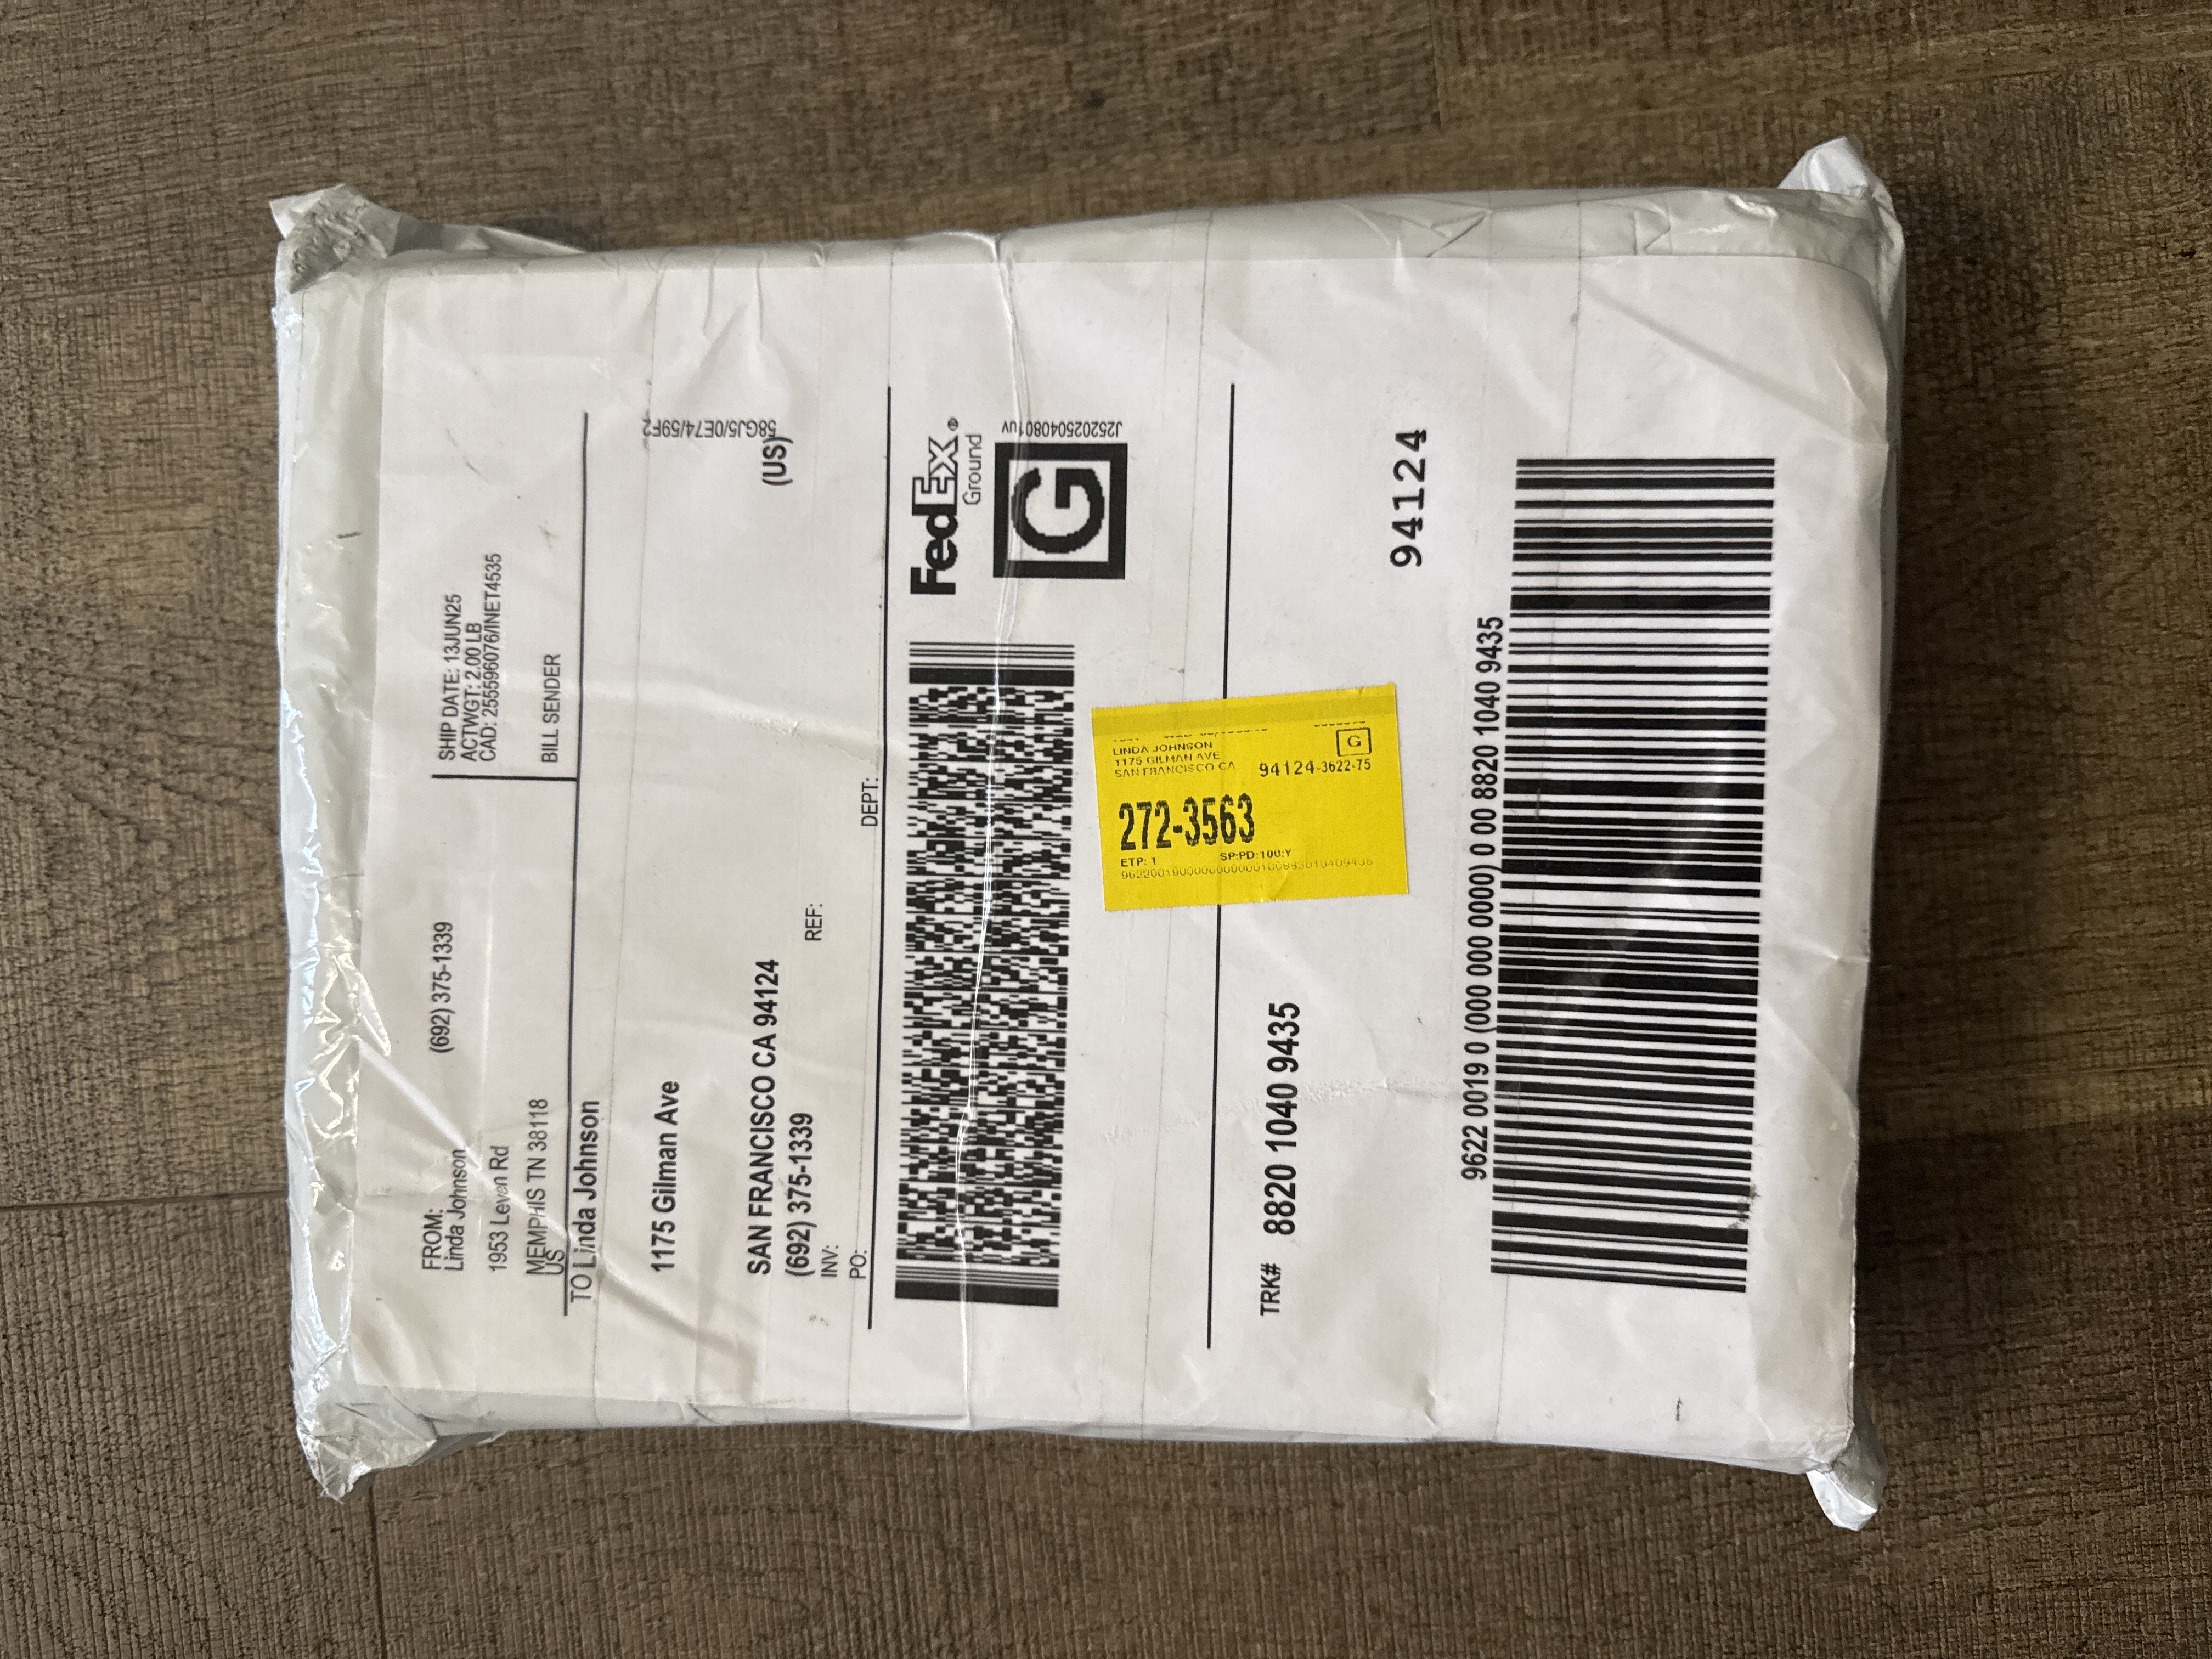 FROM:
Linda Johnson
(692) 375-1339
1953 Leven Rd
MEMPHIS TN 38118
US
SHIP DATE: 13JUN25
ACTWGT: 2.00 LB
CAD: 255596076/INET4535
BILL SENDER
TO Linda Johnson
1175 Gilman Ave
SAN FRANCISCO CA 94124
(US)
(692) 375-1339
REF:
INV:
PO:
DEPT:
58GJ5/0E74/59F2
FedEx®
Ground
G
J252025040801uv
LINDA JOHNSON
1175 GILMAN AVE
SAN FRANCISCO CA
94124-3622-75
G
272-3563
ETP: 1
SP:PD:100:Y
TRK# 8820 1040 9435
94124
9622 0019 0 (000 000 0000) 0 00 8820 1040 9435